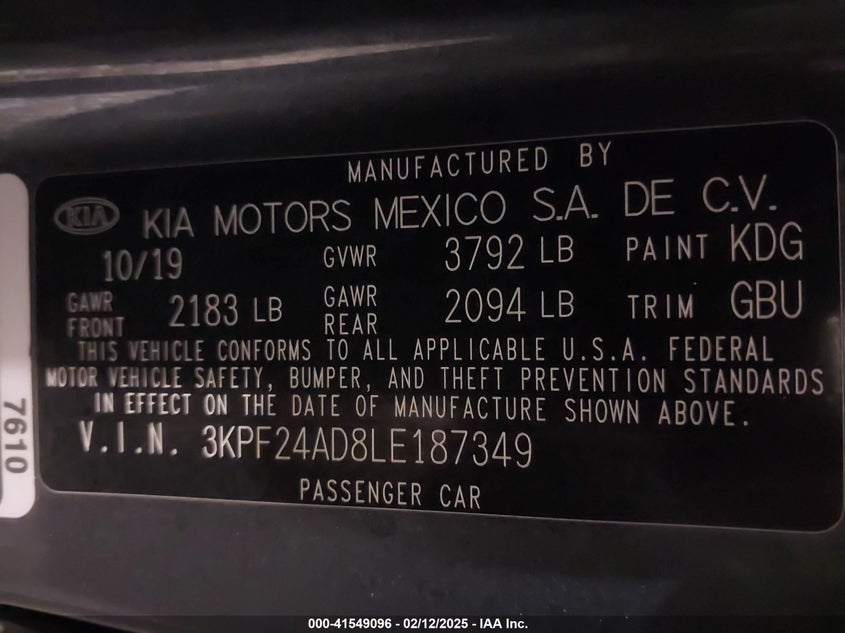 MANUFACTURED BY
KIA KIA MOTORS MEXICO S.A. DE C.V.
10/19 GVWR 3792 LB PAINT KDG
GAWR FRONT 2183 LB GAWR REAR 2094 LB TRIM GBU
THIS VEHICLE CONFORMS TO ALL APPLICABLE U.S.A. FEDERAL
MOTOR VEHICLE SAFETY, BUMPER, AND THEFT PREVENTION STANDARDS
IN EFFECT ON THE DATE OF MANUFACTURE SHOWN ABOVE.
V.I.N. 3KPF24AD8LE187349
PASSENGER CAR
7610
000-41549096 - 02/12/2025 - IAA Inc.